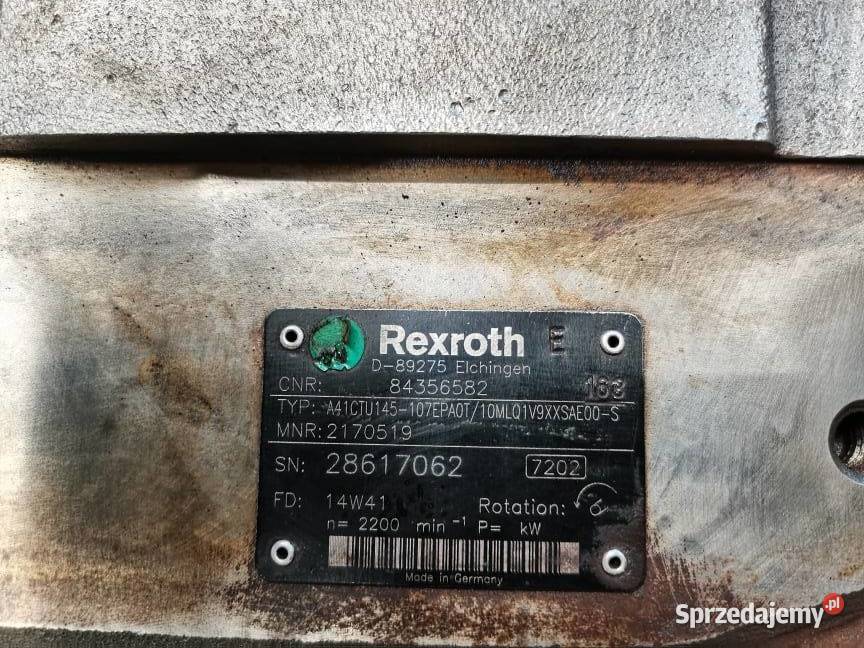 Rexroth E
D-89275 Elchingen
CNR: 84356582 163
TYP: A41CTU145-107EPA0T/10MLQ1V9XXSAE00-S
MNR: 2170519
SN: 28617062 7202
FD: 14W41 Rotation:
n= 2200 min⁻¹ P= kW
Made in Germany
Sprzedajemy.pl